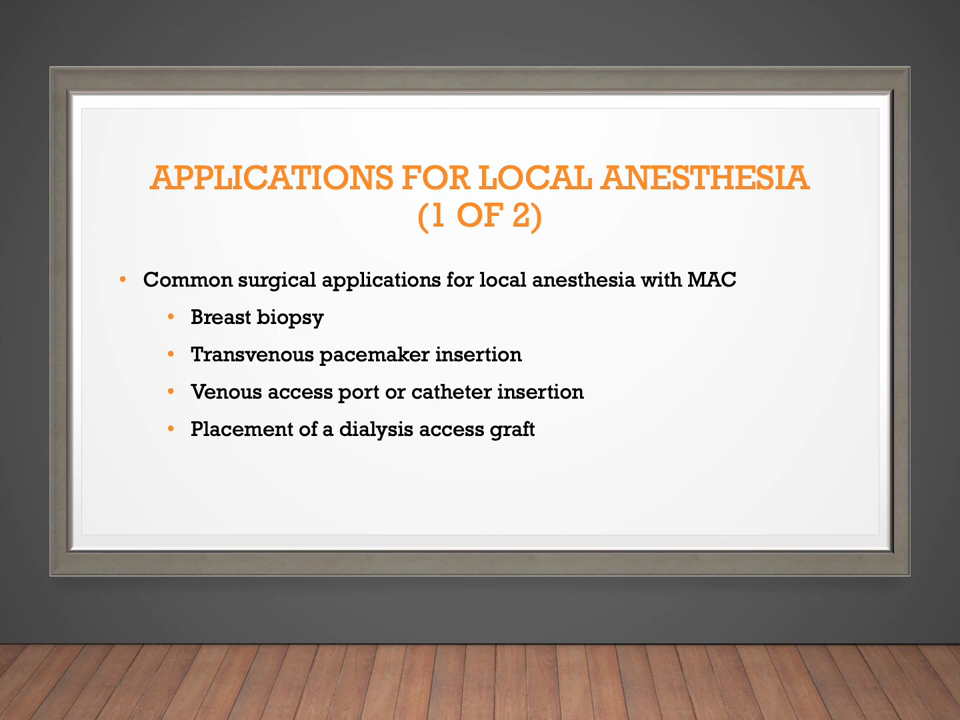 APPLICATIONS FOR LOCAL ANESTHESIA
(1 OF 2)
• Common surgical applications for local anesthesia with MAC
• Breast biopsy
• Transvenous pacemaker insertion
• Venous access port or catheter insertion
• Placement of a dialysis access graft